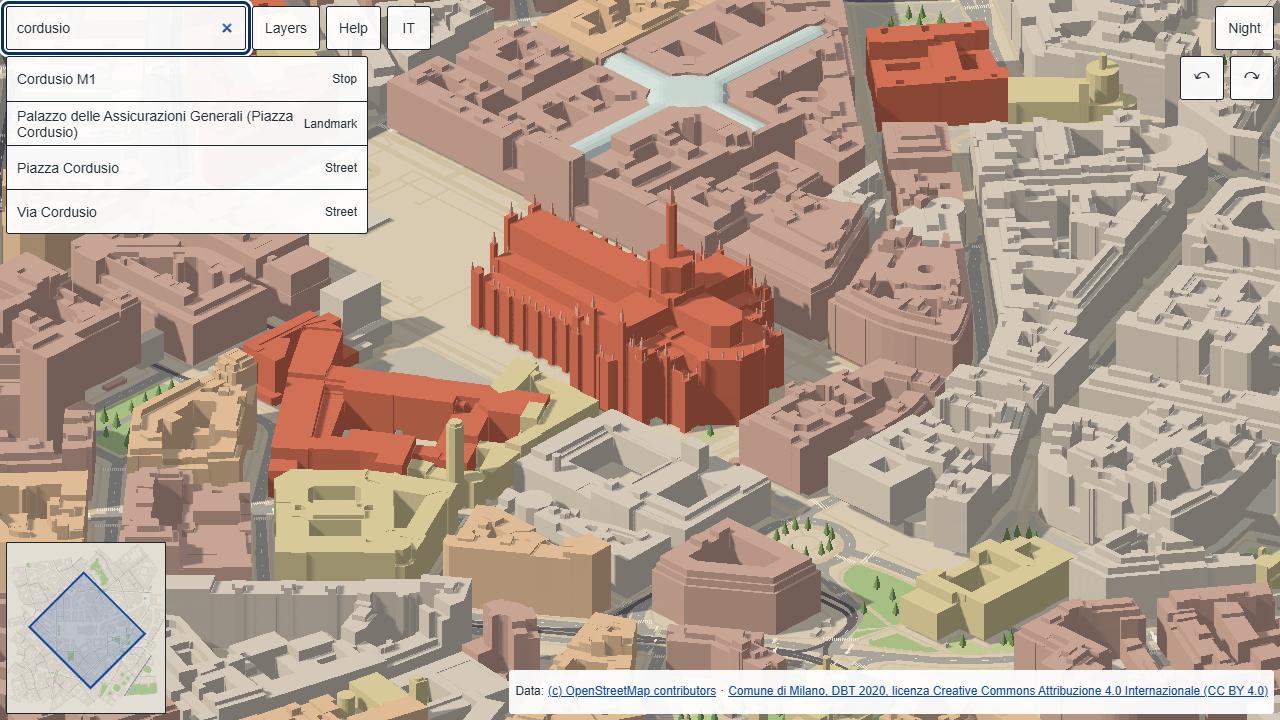 cordusio ×
Layers
Help
IT
Night
Cordusio M1 Stop
Palazzo delle Assicurazioni Generali (Piazza
Cordusio) Landmark
Piazza Cordusio Street
Via Cordusio Street
Data: (c) OpenStreetMap contributors · Comune di Milano, DBT 2020, licenza Creative Commons Attribuzione 4.0 Internazionale (CC BY 4.0)